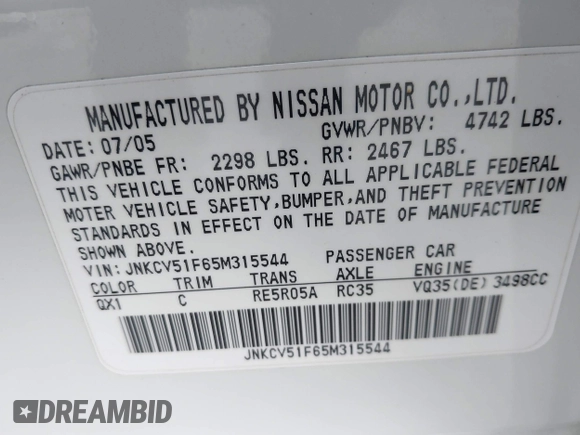 MANUFACTURED BY NISSAN MOTOR CO.,LTD.
DATE: 07/05 GVWR/PNBV: 4742 LBS.
GAWR/PNBE FR: 2298 LBS. RR: 2467 LBS.
THIS VEHICLE CONFORMS TO ALL APPLICABLE FEDERAL
MOTOR VEHICLE SAFETY,BUMPER,AND THEFT PREVENTION
STANDARDS IN EFFECT ON THE DATE OF MANUFACTURE
SHOWN ABOVE.
VIN: JNKCV51F65M315544 PASSENGER CAR
COLOR TRIM TRANS AXLE ENGINE
QX1 C RE5R05A RC35 VQ35(DE) 3498CC
JNKCV51F65M315544
DREAMBID